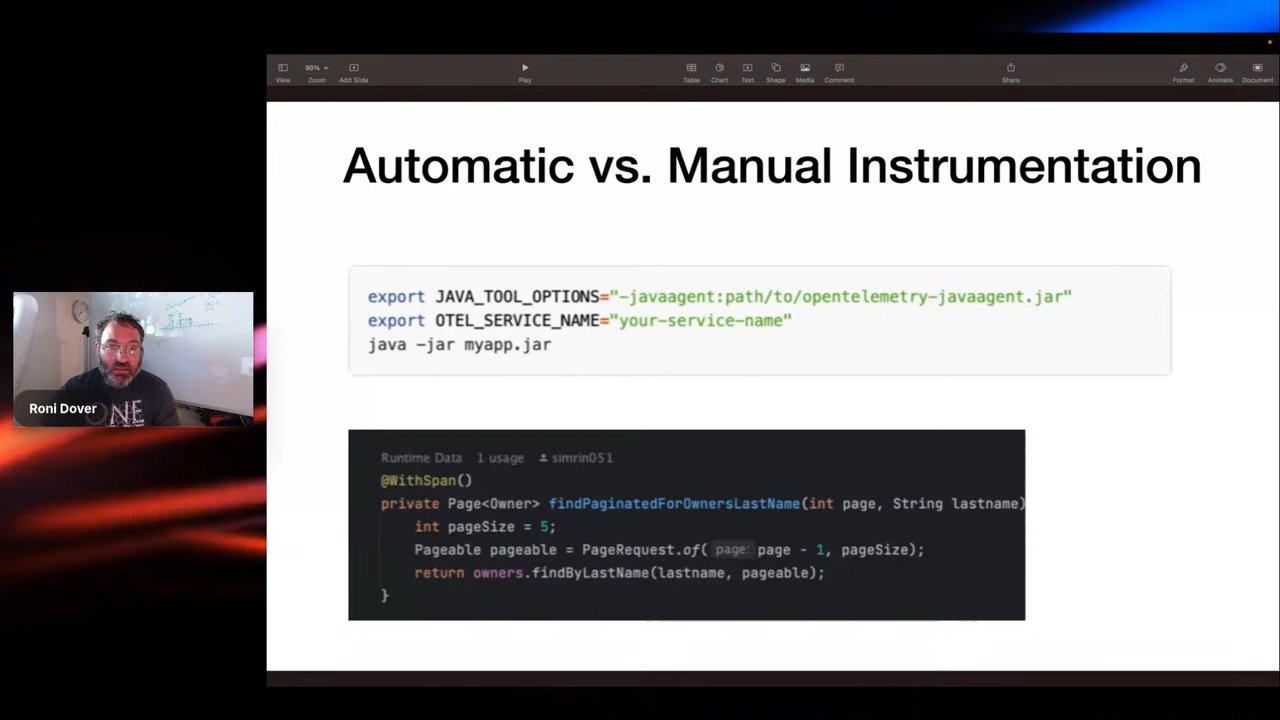 90%
View
Zoom
Add Slide
Play
Table
Chart
Text
Shape
Media
Comment
Share
Format
Animate
Document
Automatic vs. Manual Instrumentation
export JAVA_TOOL_OPTIONS="-javaagent:path/to/opentelemetry-javaagent.jar"
export OTEL_SERVICE_NAME="your-service-name"
java -jar myapp.jar
Roni Dover
ONE
Runtime Data 1 usage simrin051
@WithSpan()
private Page<Owner> findPaginatedForOwnersLastName(int page, String lastname)
int pageSize = 5;
Pageable pageable = PageRequest.of( page: page - 1, pageSize);
return owners.findByLastName(lastname, pageable);
}